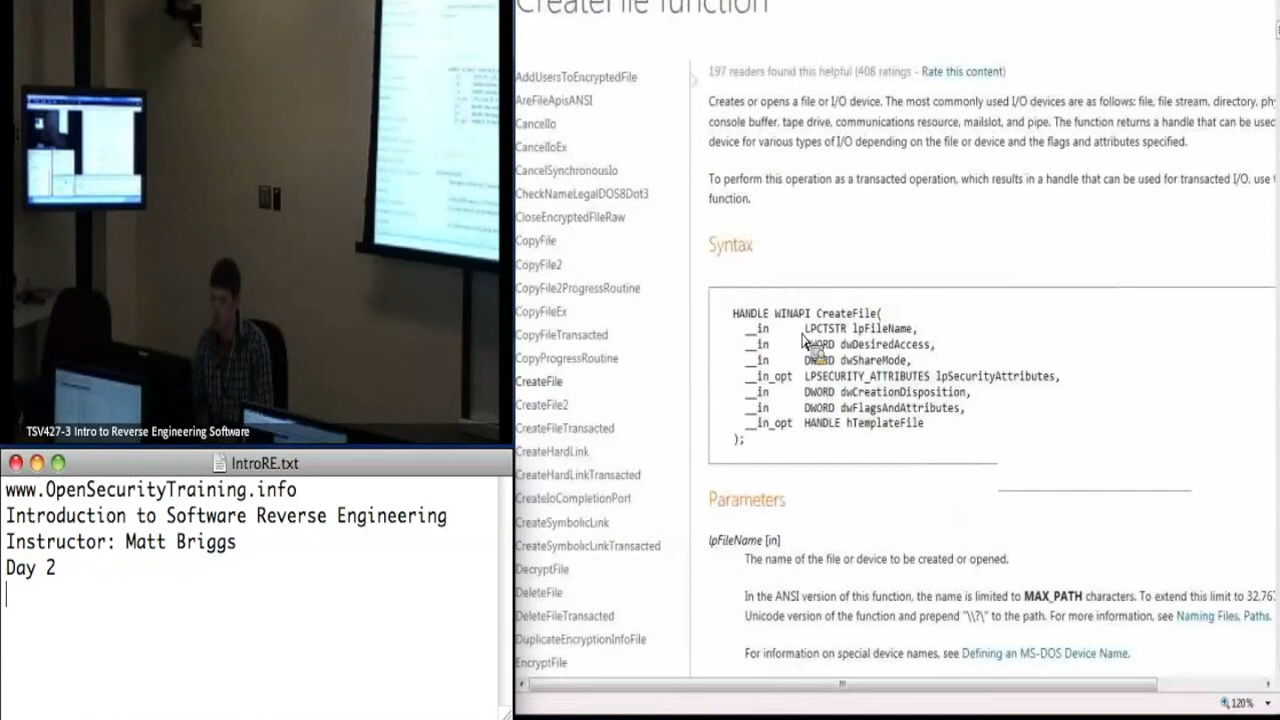 CreateFile function
AddUsersToEncryptedFile
AreFileApisANSI
CancelIo
CancelIoEx
CancelSynchronousIo
CheckNameLegalDOS8Dot3
CloseEncryptedFileRaw
CopyFile
CopyFile2
CopyFile2ProgressRoutine
CopyFileEx
CopyFileTransacted
CopyProgressRoutine
CreateFile
CreateFile2
CreateFileTransacted
CreateHardLink
CreateHardLinkTransacted
CreateIoCompletionPort
CreateSymbolicLink
CreateSymbolicLinkTransacted
DecryptFile
DeleteFile
DeleteFileTransacted
DuplicateEncryptionInfoFile
EncryptFile
197 readers found this helpful (408 ratings - Rate this content)
Creates or opens a file or I/O device. The most commonly used I/O devices are as follows: file, file stream, directory, ph
console buffer, tape drive, communications resource, mailslot, and pipe. The function returns a handle that can be used
device for various types of I/O depending on the file or device and the flags and attributes specified.
To perform this operation as a transacted operation, which results in a handle that can be used for transacted I/O, use
function.
Syntax
HANDLE WINAPI CreateFile(
__in LPCTSTR lpFileName,
__in DWORD dwDesiredAccess,
__in DWORD dwShareMode,
__in_opt LPSECURITY_ATTRIBUTES lpSecurityAttributes,
__in DWORD dwCreationDisposition,
__in DWORD dwFlagsAndAttributes,
__in_opt HANDLE hTemplateFile
);
Parameters
lpFileName [in]
The name of the file or device to be created or opened.
In the ANSI version of this function, the name is limited to MAX_PATH characters. To extend this limit to 32,767
Unicode version of the function and prepend "\\?\" to the path. For more information, see Naming Files, Paths,
For information on special device names, see Defining an MS-DOS Device Name.
120%
TSV427-3 Intro to Reverse Engineering Software
IntroRE.txt
www.OpenSecurityTraining.info
Introduction to Software Reverse Engineering
Instructor: Matt Briggs
Day 2